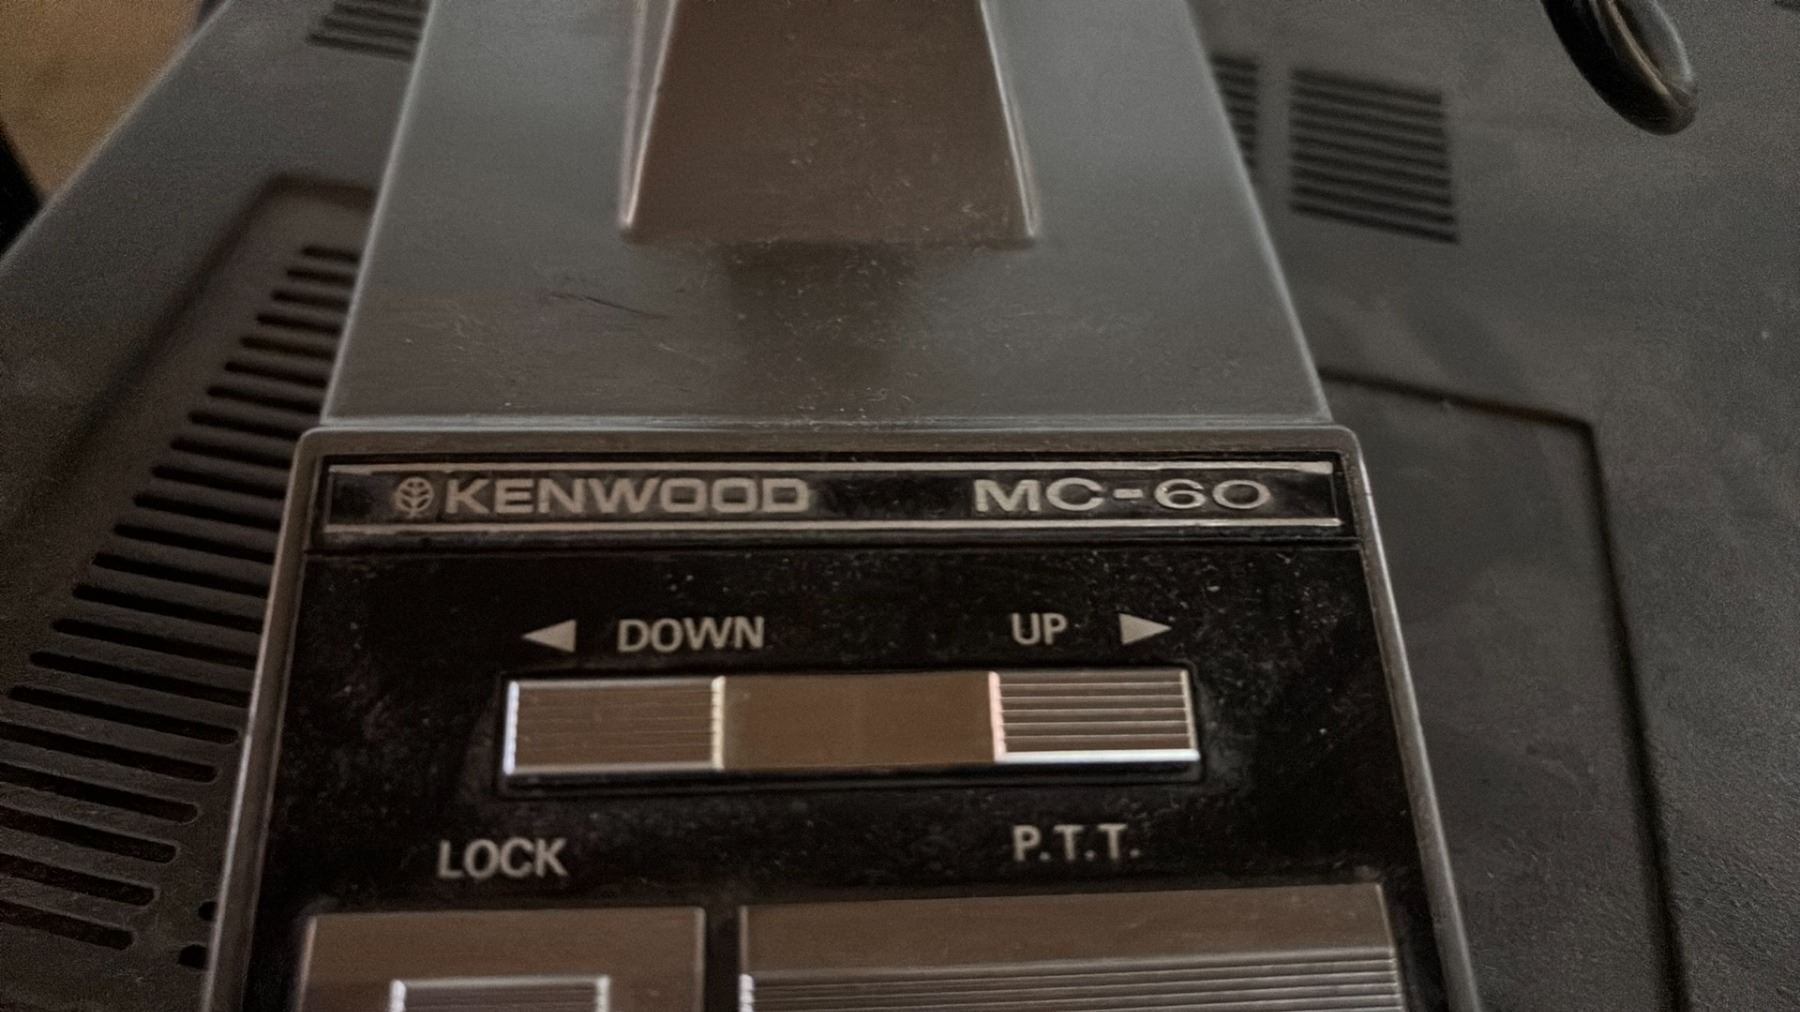 KENWOOD MC-60
◀ DOWN UP ▶
LOCK P.T.T.